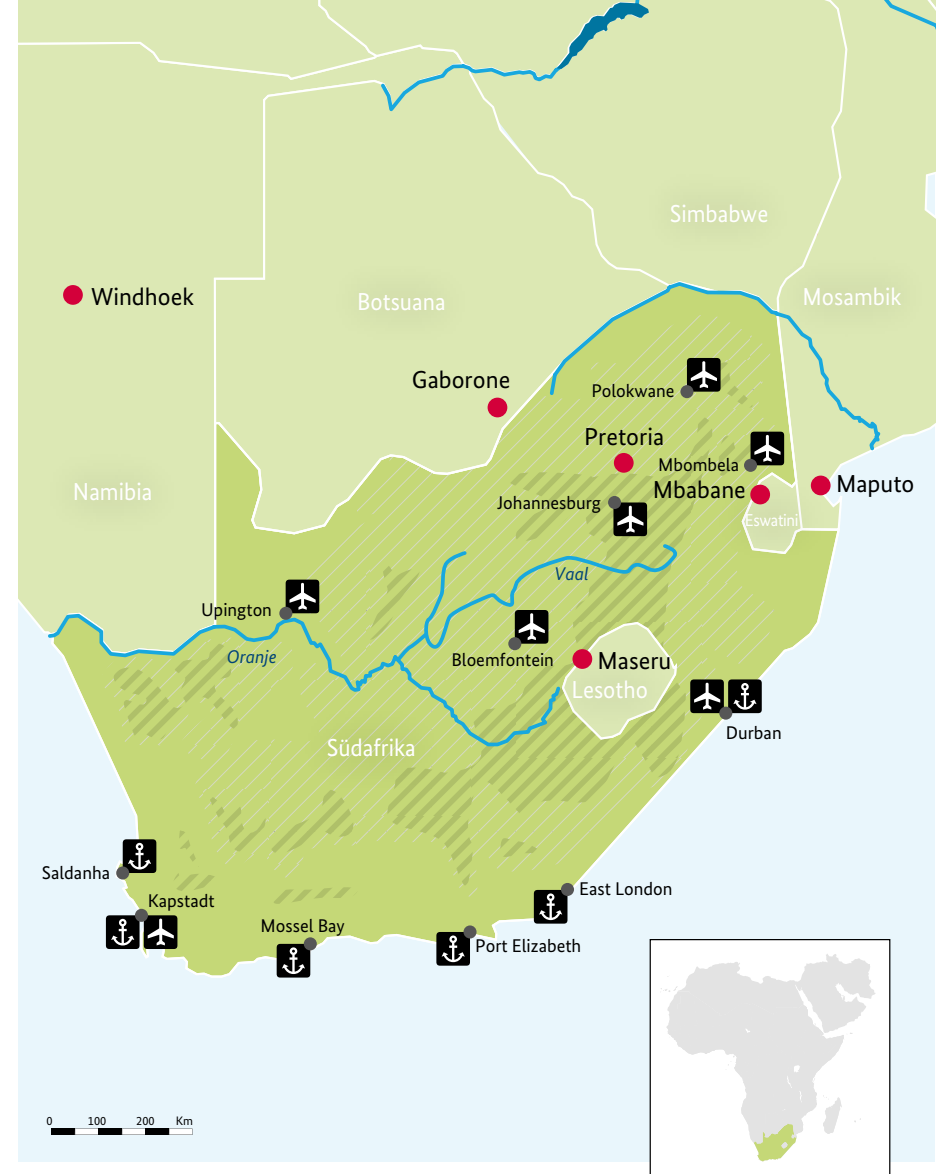 Simbabwe
Windhoek
Botsuana
Mosambik
Gaborone
Polokwane
Pretoria
Mbombela
Namibia
Mbabane
Maputo
Johannesburg
Eswatini
Vaal
Upington
Oranje
Bloemfontein
Maseru
Lesotho
Durban
Südafrika
Saldanha
Kapstadt
East London
Mossel Bay
Port Elizabeth
0 100 200 Km